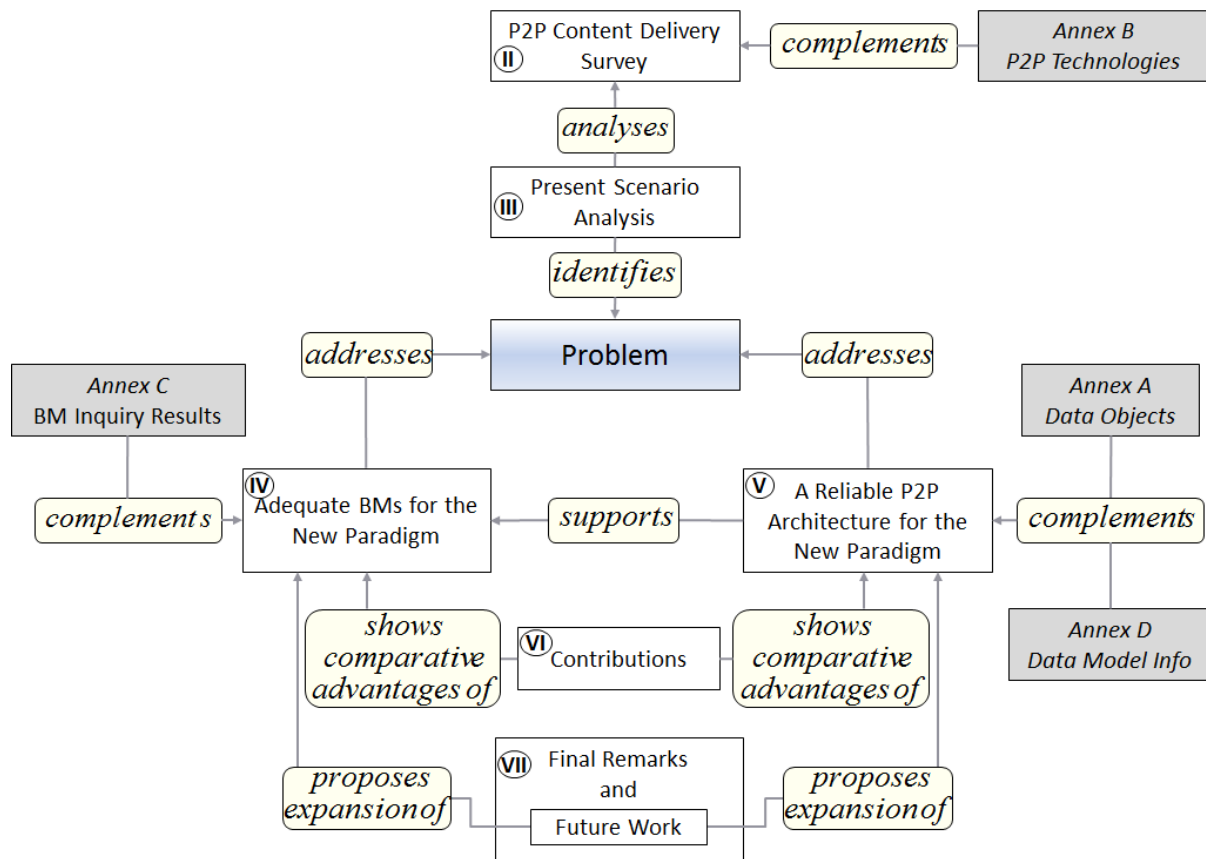 P2P Content Delivery
Survey
II
complements
Annex B
P2P Technologies
analyses
Present Scenario
Analysis
III
identifies
Problem
addresses
addresses
Annex C
BM Inquiry Results
Annex A
Data Objects
complements
IV
Adequate BMs for the
New Paradigm
supports
V
A Reliable P2P
Architecture for the
New Paradigm
complements
shows
comparative
advantages of
VI
Contributions
shows
comparative
advantages of
Annex D
Data Model Info
proposes
expansion of
VII
Final Remarks
and
Future Work
proposes
expansion of